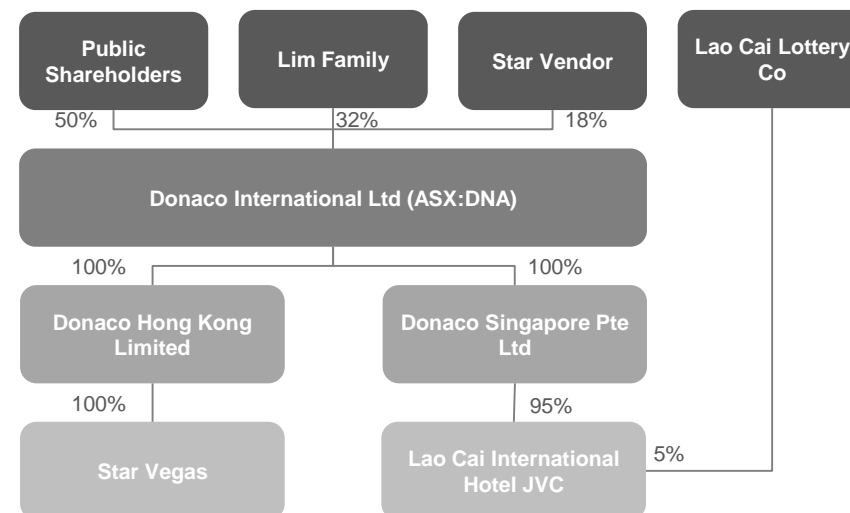 Public
Shareholders
Lim Family
Star Vendor
Lao Cai Lottery
Co
50%
32%
18%
Donaco International Ltd (ASX:DNA)
100%
100%
Donaco Hong Kong
Limited
Donaco Singapore Pte
Ltd
100%
95%
Star Vegas
Lao Cai International
Hotel JVC
5%